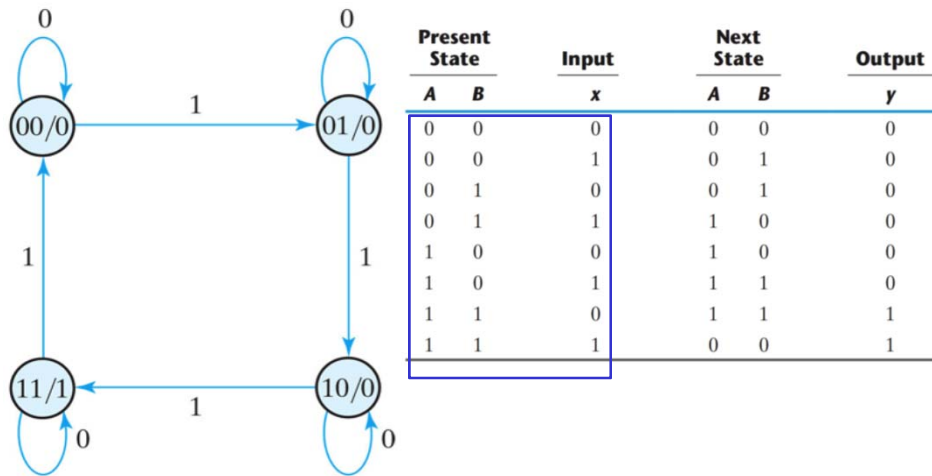 0
0
00/0
1
01/0
1
1
11/1
1
10/0
0
0
Present State
Input
Next State
Output
A B x A B y
0 0 0 0 0 0
0 0 1 0 1 0
0 1 0 0 1 0
0 1 1 1 0 0
1 0 0 1 0 0
1 0 1 1 1 0
1 1 0 1 1 1
1 1 1 0 0 1